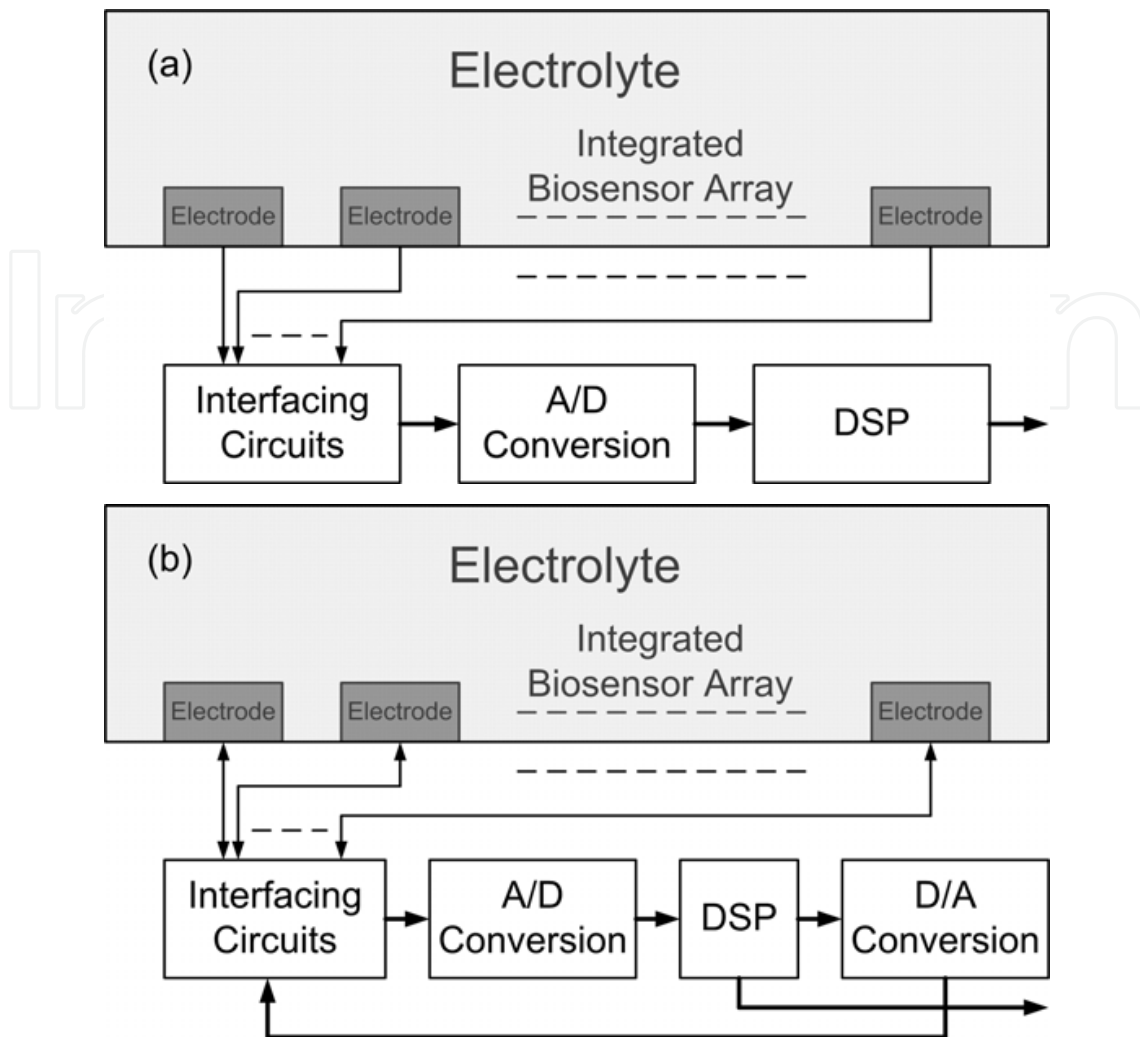 (a)
Electrolyte
Integrated
Biosensor Array
Electrode
Electrode
Electrode
Interfacing
Circuits
A/D
Conversion
DSP
(b)
Electrolyte
Integrated
Biosensor Array
Electrode
Electrode
Electrode
Interfacing
Circuits
A/D
Conversion
DSP
D/A
Conversion